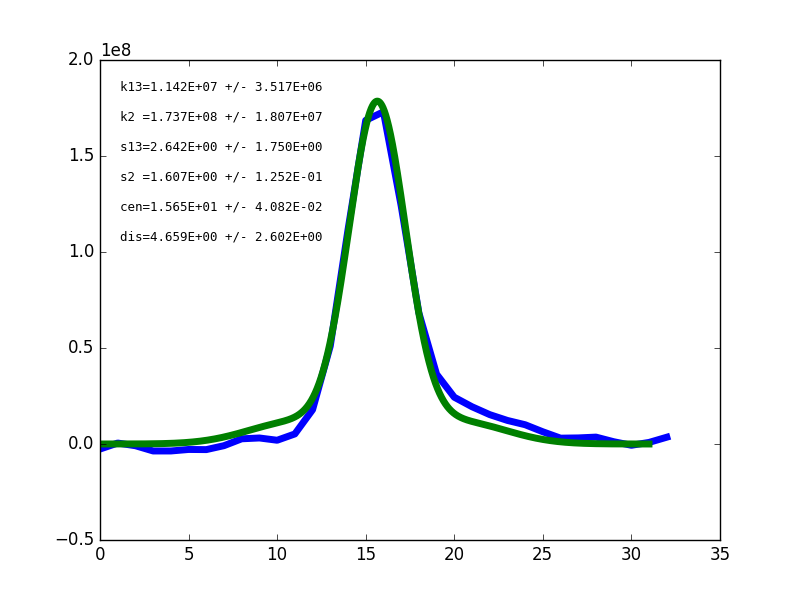 1e8
2.0
1.5
1.0
0.5
0.0
−0.5
k13=1.142E+07 +/- 3.517E+06
k2 =1.737E+08 +/- 1.807E+07
s13=2.642E+00 +/- 1.750E+00
s2 =1.607E+00 +/- 1.252E-01
cen=1.565E+01 +/- 4.082E-02
dis=4.659E+00 +/- 2.602E+00
0 5 10 15 20 25 30 35